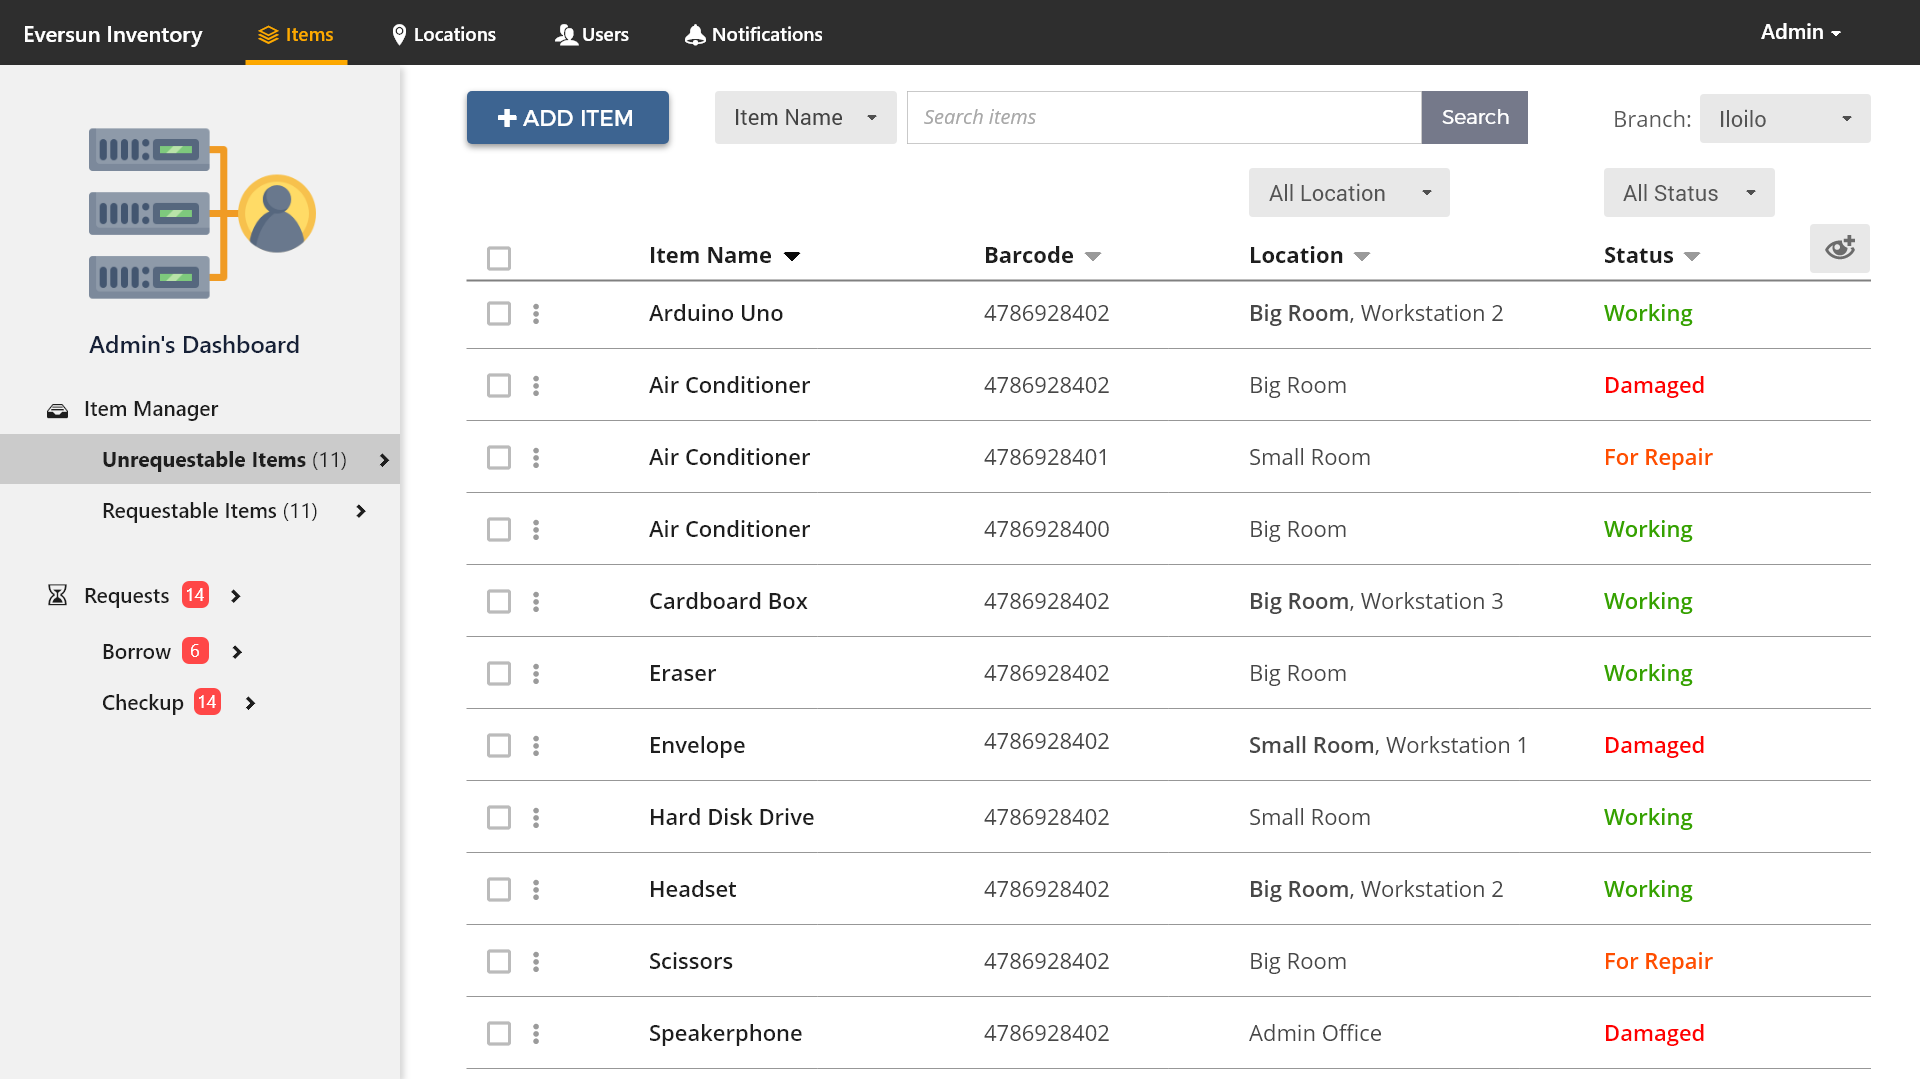 Eversun Inventory Items Locations Users Notifications Admin
ADD ITEM Item Name Search items Search Branch: Iloilo
All Location All Status
Admin's Dashboard
Item Manager
Unrequestable Items (11)
Requestable Items (11)
Requests 14
Borrow 6
Checkup 14
Item Name Barcode Location Status
Arduino Uno 4786928402 Big Room, Workstation 2 Working
Air Conditioner 4786928402 Big Room Damaged
Air Conditioner 4786928401 Small Room For Repair
Air Conditioner 4786928400 Big Room Working
Cardboard Box 4786928402 Big Room, Workstation 3 Working
Eraser 4786928402 Big Room Working
Envelope 4786928402 Small Room, Workstation 1 Damaged
Hard Disk Drive 4786928402 Small Room Working
Headset 4786928402 Big Room, Workstation 2 Working
Scissors 4786928402 Big Room For Repair
Speakerphone 4786928402 Admin Office Damaged